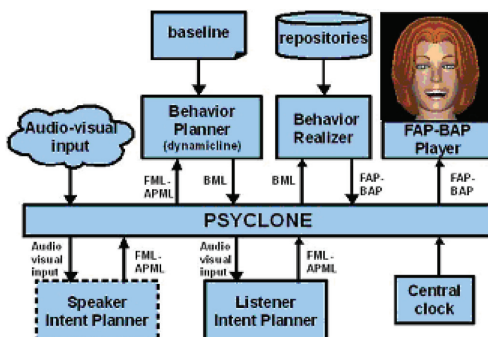 baseline
repositories
Audio-visual
input
Behavior
Planner
(dynamicline)
Behavior
Realizer
FAP-BAP
Player
FML-
APML
BML
BML
FAP-
BAP
FAP-
BAP
PSYCLONE
Audio
visual
input
FML-
APML
Audio
visual
input
FML-
APML
Speaker
Intent Planner
Listener
Intent Planner
Central
clock